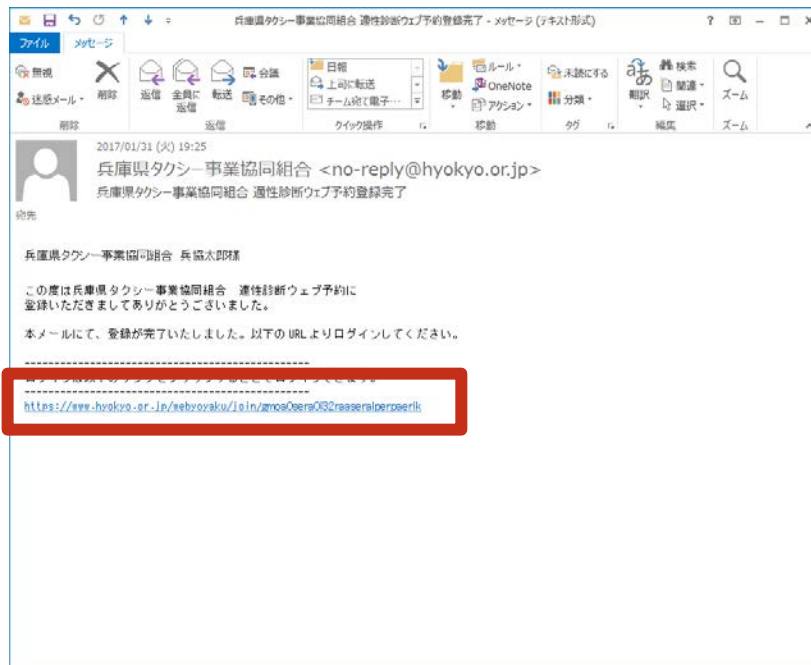 兵庫県タクシー事業協同組合 適性診断ウェブ予約登録完了 - メッセージ (テキスト形式)
ファイル メッセージ
無視
迷惑メール
削除
返信
全員に返信
転送
会議
その他
日報
上司に転送
チーム宛て電子…
移動
ルール
OneNote
アクション
未読にする
分類
翻訳
検索
関連
選択
ズーム
削除 返信 クイック操作 移動 タグ 編集 ズーム
2017/01/31 (火) 19:25
兵庫県タクシー事業協同組合 <no-reply@hyokyo.or.jp>
兵庫県タクシー事業協同組合 適性診断ウェブ予約登録完了
宛先
兵庫県タクシー事業協同組合 兵協太郎様
この度は兵庫県タクシー事業協同組合 適性診断ウェブ予約に
登録いただきましてありがとうございました。
本メールにて、登録が完了いたしました。以下の URL よりログインしてください。
------------------------------------------------
------------------------------------------------
https://www.hyokyo.or.jp/webyoyaku/join/